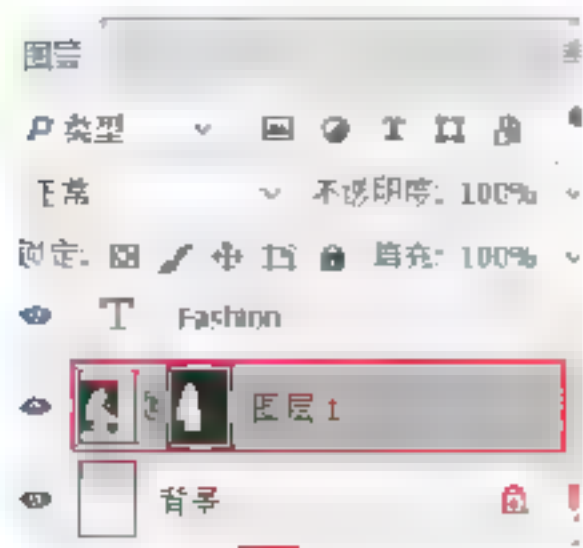 图层
类型
正常 不透明度: 100%
锁定: 填充: 100%
T Fashion
图层 1
背景